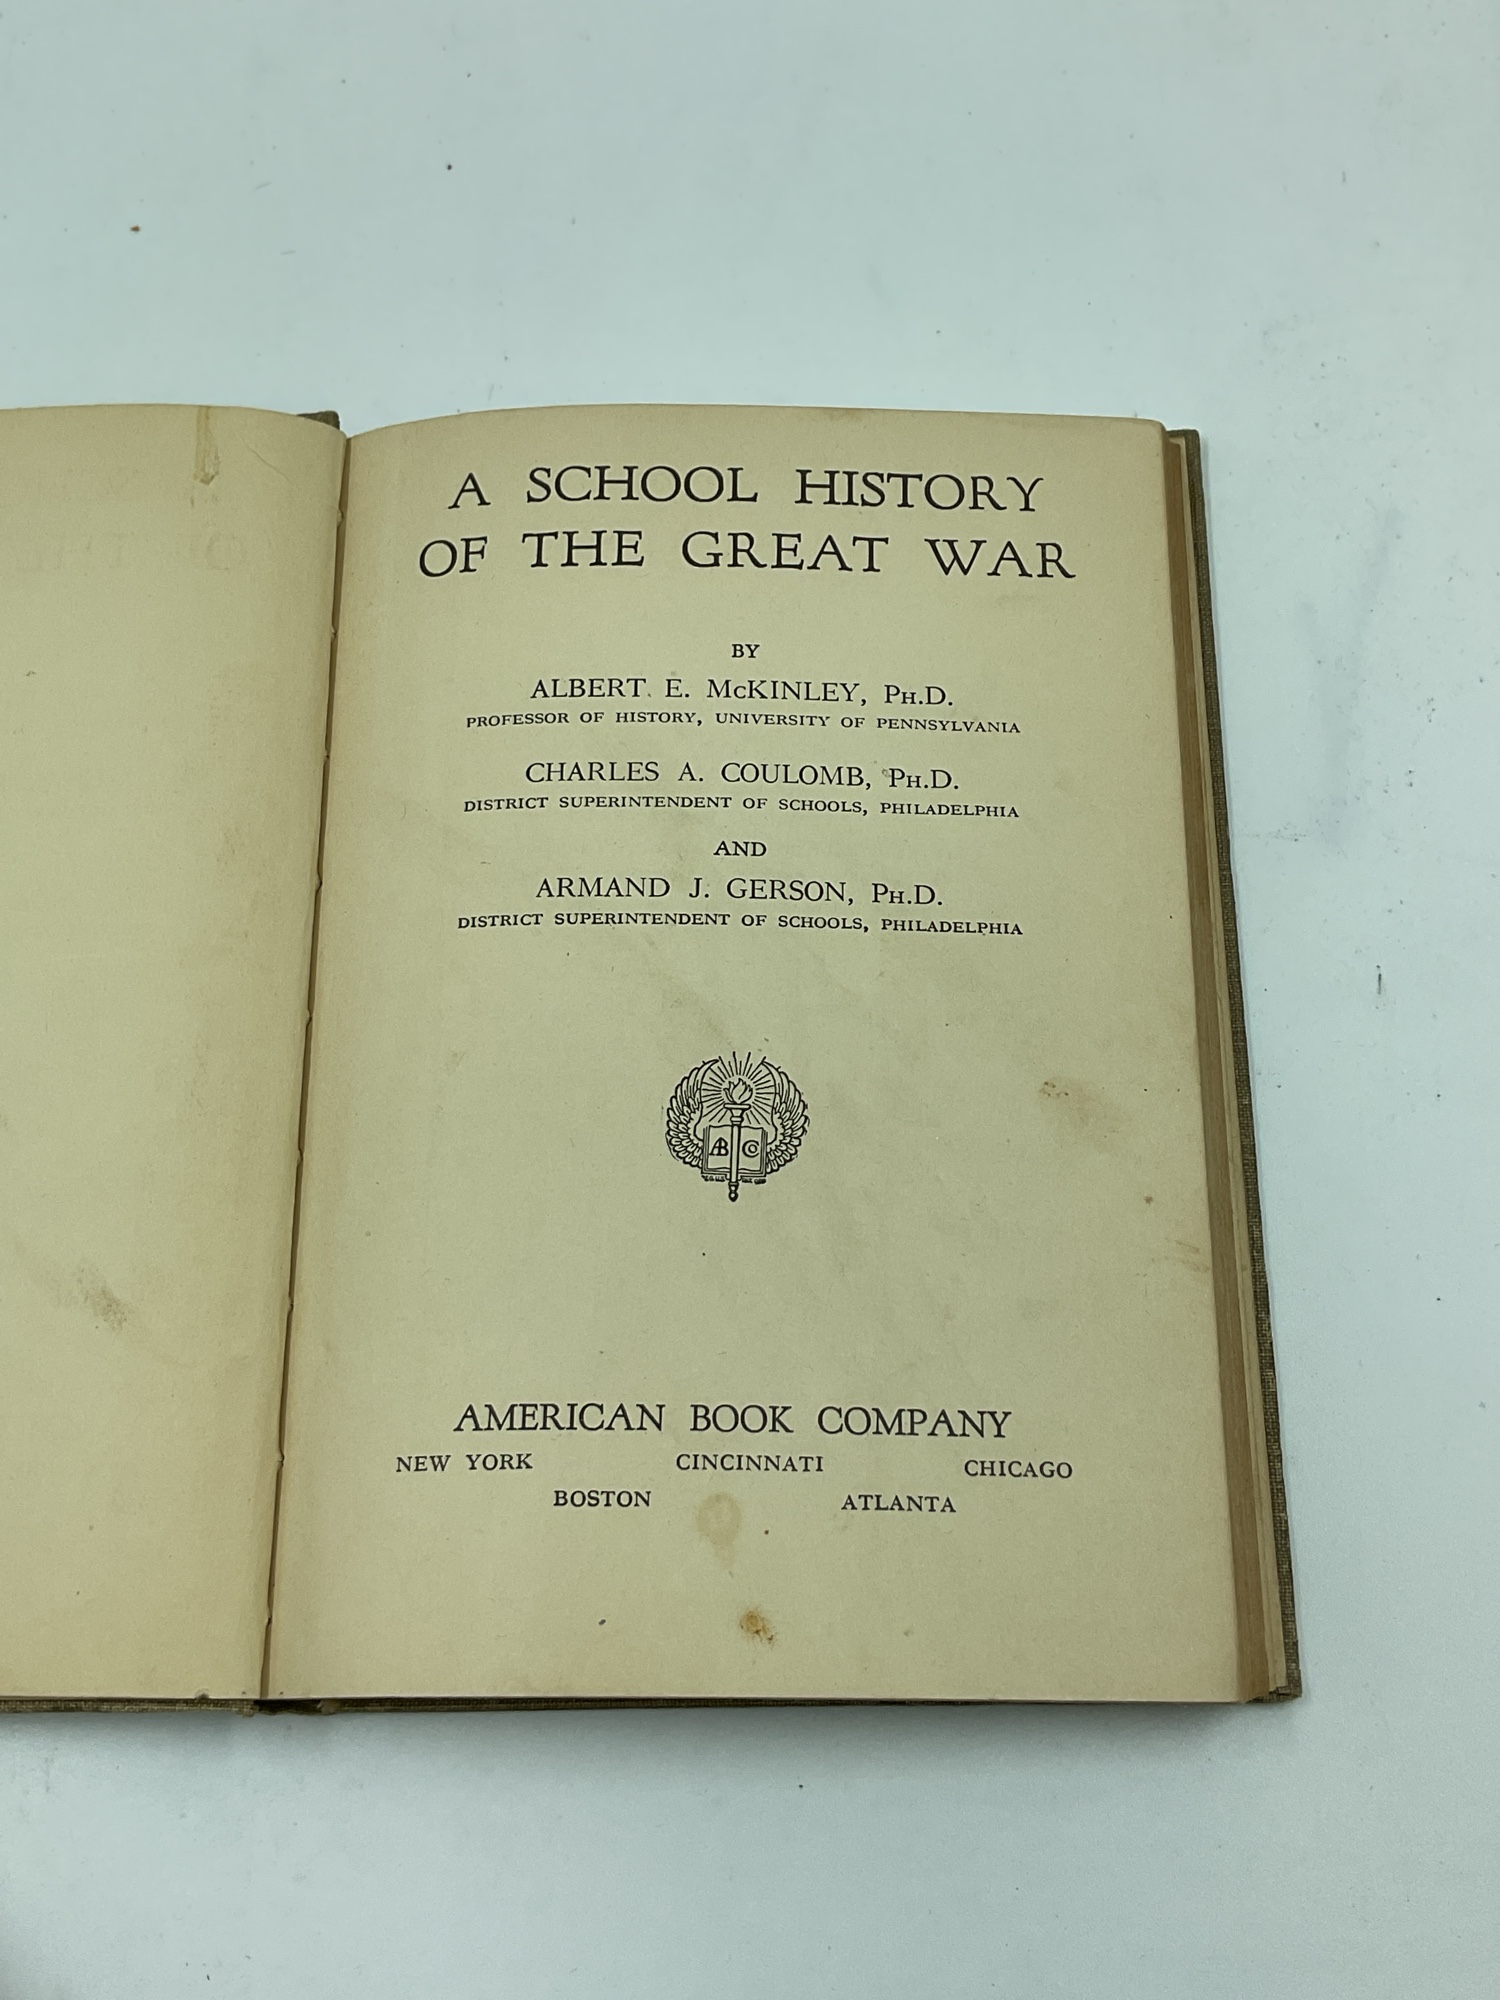 A SCHOOL HISTORY
OF THE GREAT WAR
BY
ALBERT E. McKINLEY, PH.D.
PROFESSOR OF HISTORY, UNIVERSITY OF PENNSYLVANIA
CHARLES A. COULOMB, PH.D.
DISTRICT SUPERINTENDENT OF SCHOOLS, PHILADELPHIA
AND
ARMAND J. GERSON, PH.D.
DISTRICT SUPERINTENDENT OF SCHOOLS, PHILADELPHIA
AB CO
AMERICAN BOOK COMPANY
NEW YORK CINCINNATI CHICAGO
BOSTON ATLANTA